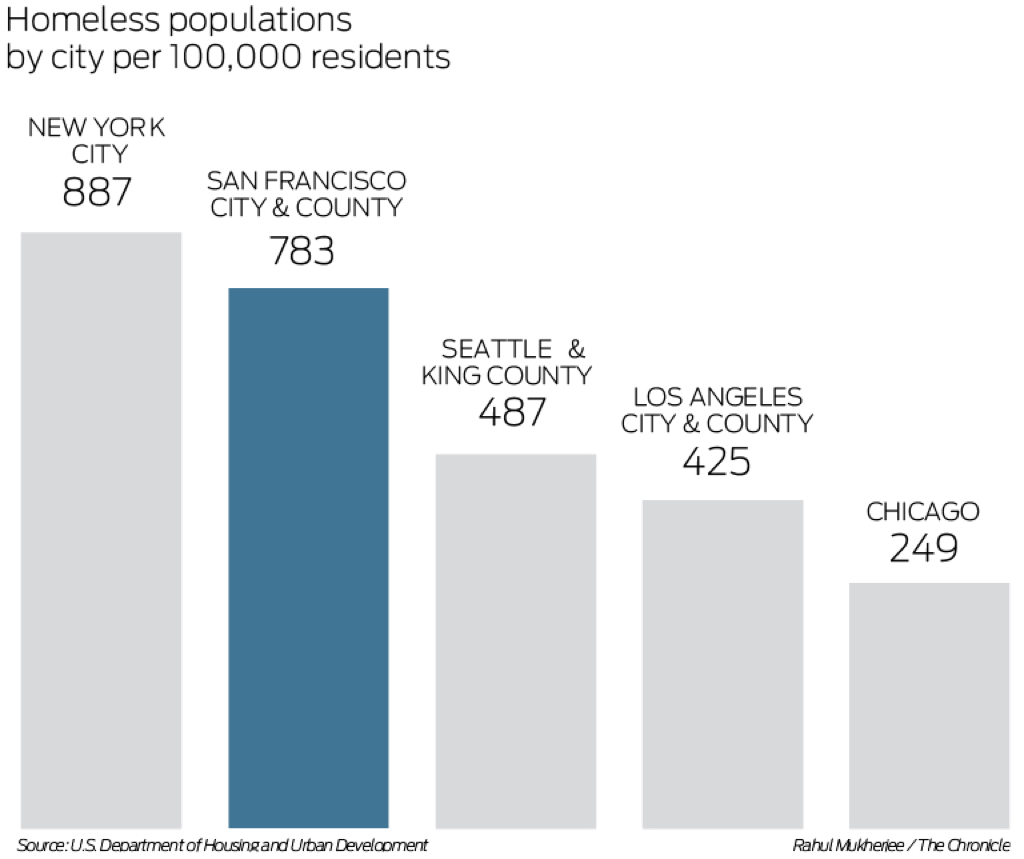 Homeless populations
by city per 100,000 residents
NEW YORK
CITY
887
SAN FRANCISCO
CITY & COUNTY
783
SEATTLE &
KING COUNTY
487
LOS ANGELES
CITY & COUNTY
425
CHICAGO
249
Source: U.S. Department of Housing and Urban Development
Rahul Mukherjee / The Chronicle